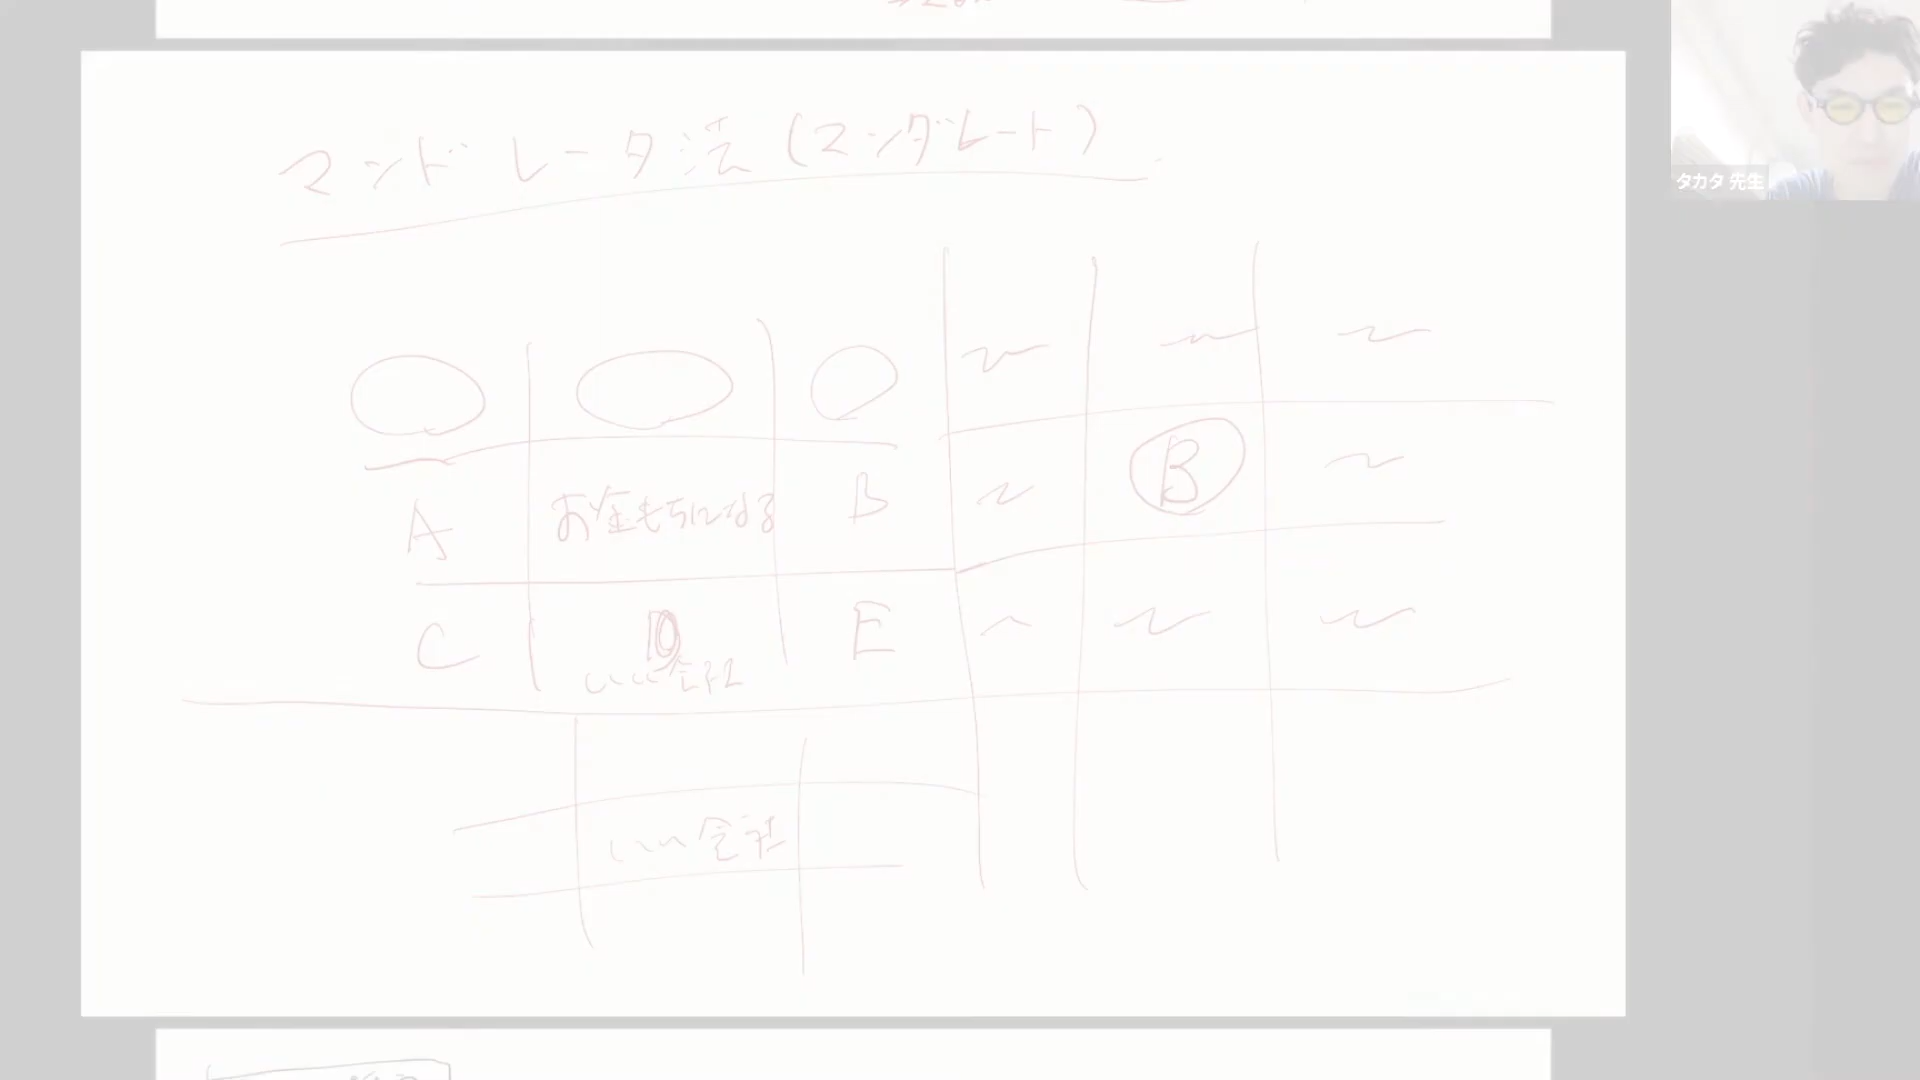 マンドレータ法(マンダレート)
タカタ 先生
B
A お金もちになる B
C D E
いい会社
いい会社